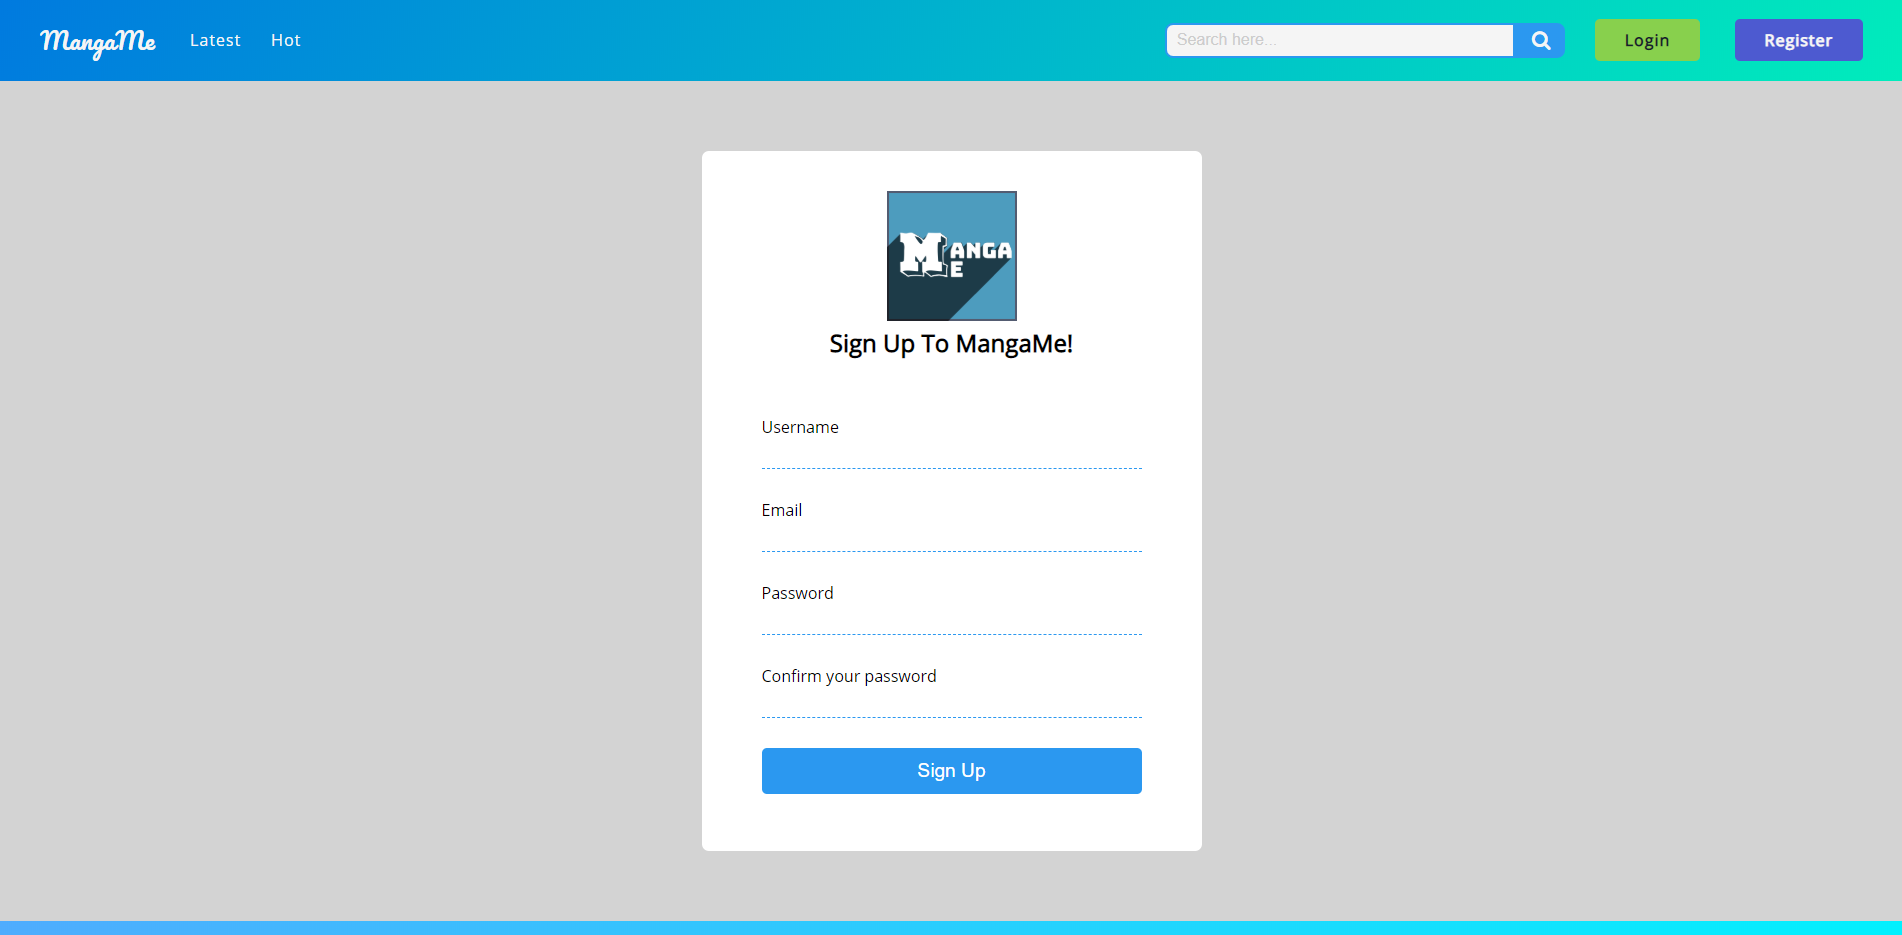 MangaMe Latest Hot Search here... Login Register
MANGA
ME
Sign Up To MangaMe!
Username
Email
Password
Confirm your password
Sign Up